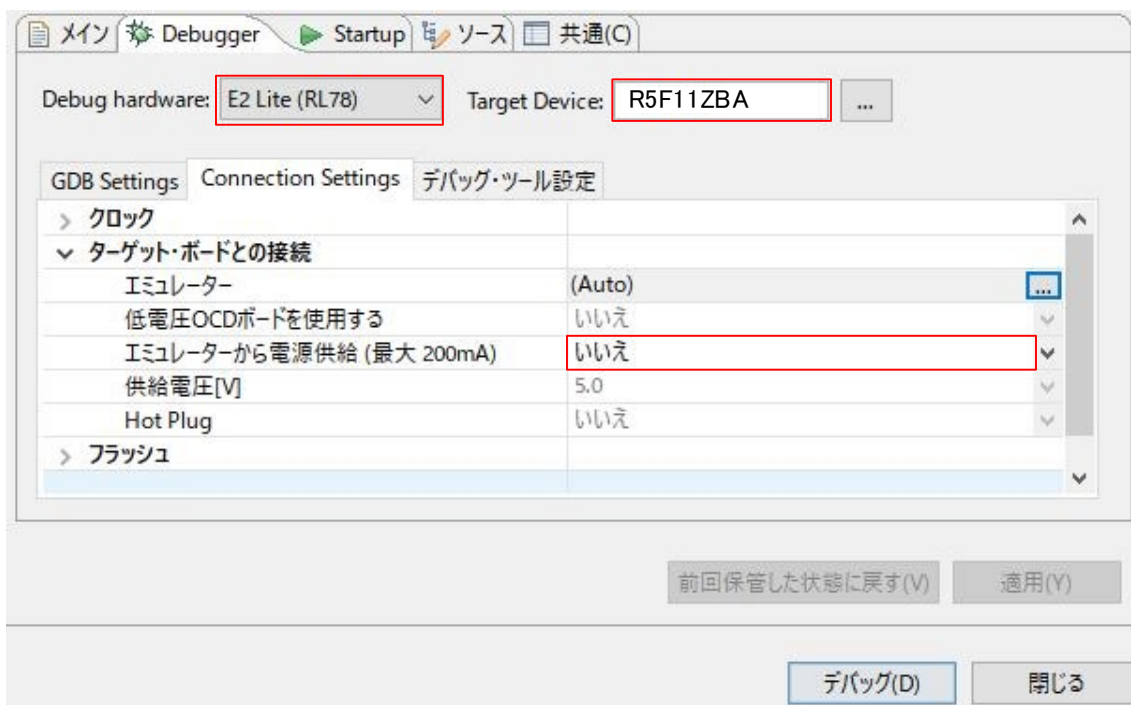 メイン Debugger Startup ソース 共通(C)
Debug hardware: E2 Lite (RL78) Target Device: R5F11ZBA ...
GDB Settings Connection Settings デバッグ・ツール設定
クロック
ターゲット・ボードとの接続
エミュレーター (Auto) ...
低電圧OCDボードを使用する いいえ
エミュレーターから電源供給 (最大 200mA) いいえ
供給電圧[V] 5.0
Hot Plug いいえ
フラッシュ
前回保管した状態に戻す(V) 適用(Y)
デバッグ(D) 閉じる